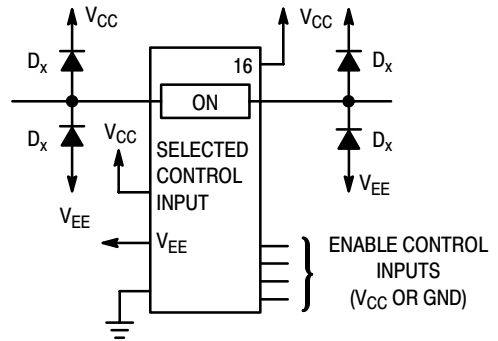 VCC
VCC
Dx
16
Dx
ON
VCC
Dx
SELECTED
CONTROL
INPUT
Dx
VEE
VEE
VEE
ENABLE CONTROL
INPUTS
(VCC OR GND)